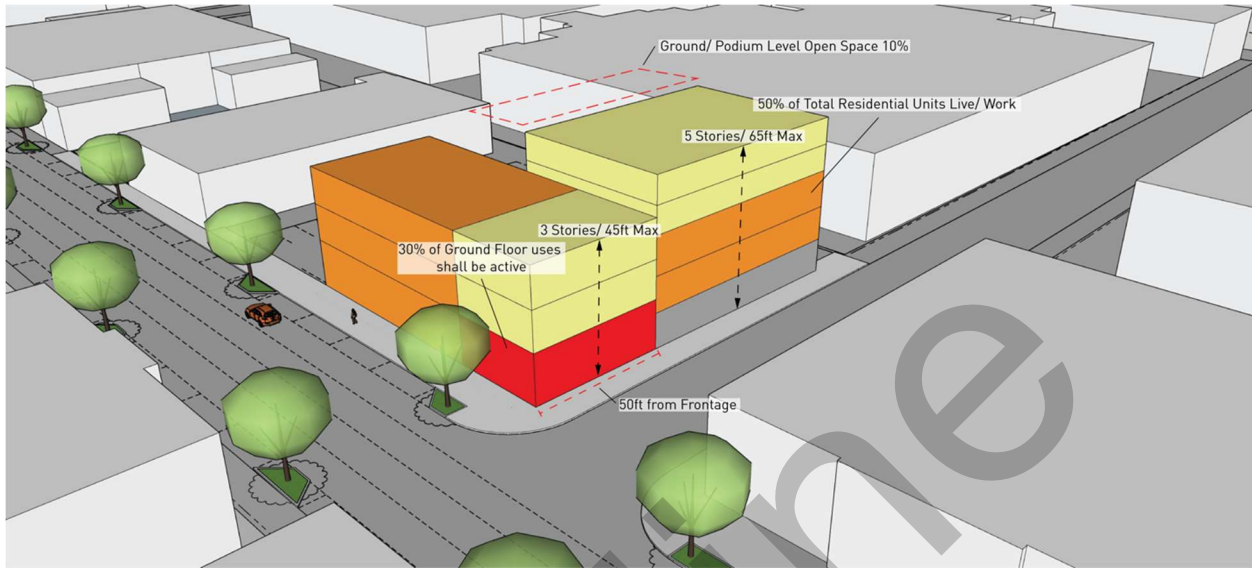 Ground/ Podium Level Open Space 10%
50% of Total Residential Units Live/ Work
5 Stories/ 65ft Max
3 Stories/ 45ft Max
30% of Ground Floor uses
shall be active
50ft from Frontage
ine